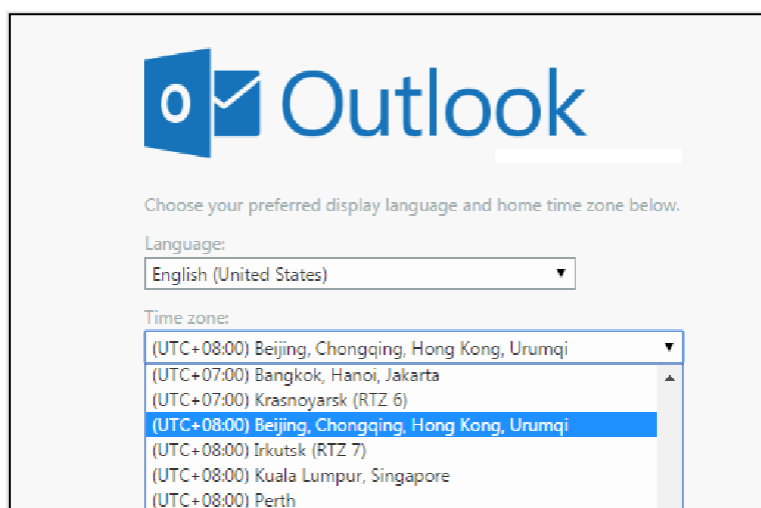 Outlook
Choose your preferred display language and home time zone below.
Language:
English (United States)
Time zone:
(UTC+08:00) Beijing, Chongqing, Hong Kong, Urumqi
(UTC+07:00) Bangkok, Hanoi, Jakarta
(UTC+07:00) Krasnoyarsk (RTZ 6)
(UTC+08:00) Beijing, Chongqing, Hong Kong, Urumqi
(UTC+08:00) Irkutsk (RTZ 7)
(UTC+08:00) Kuala Lumpur, Singapore
(UTC+08:00) Perth